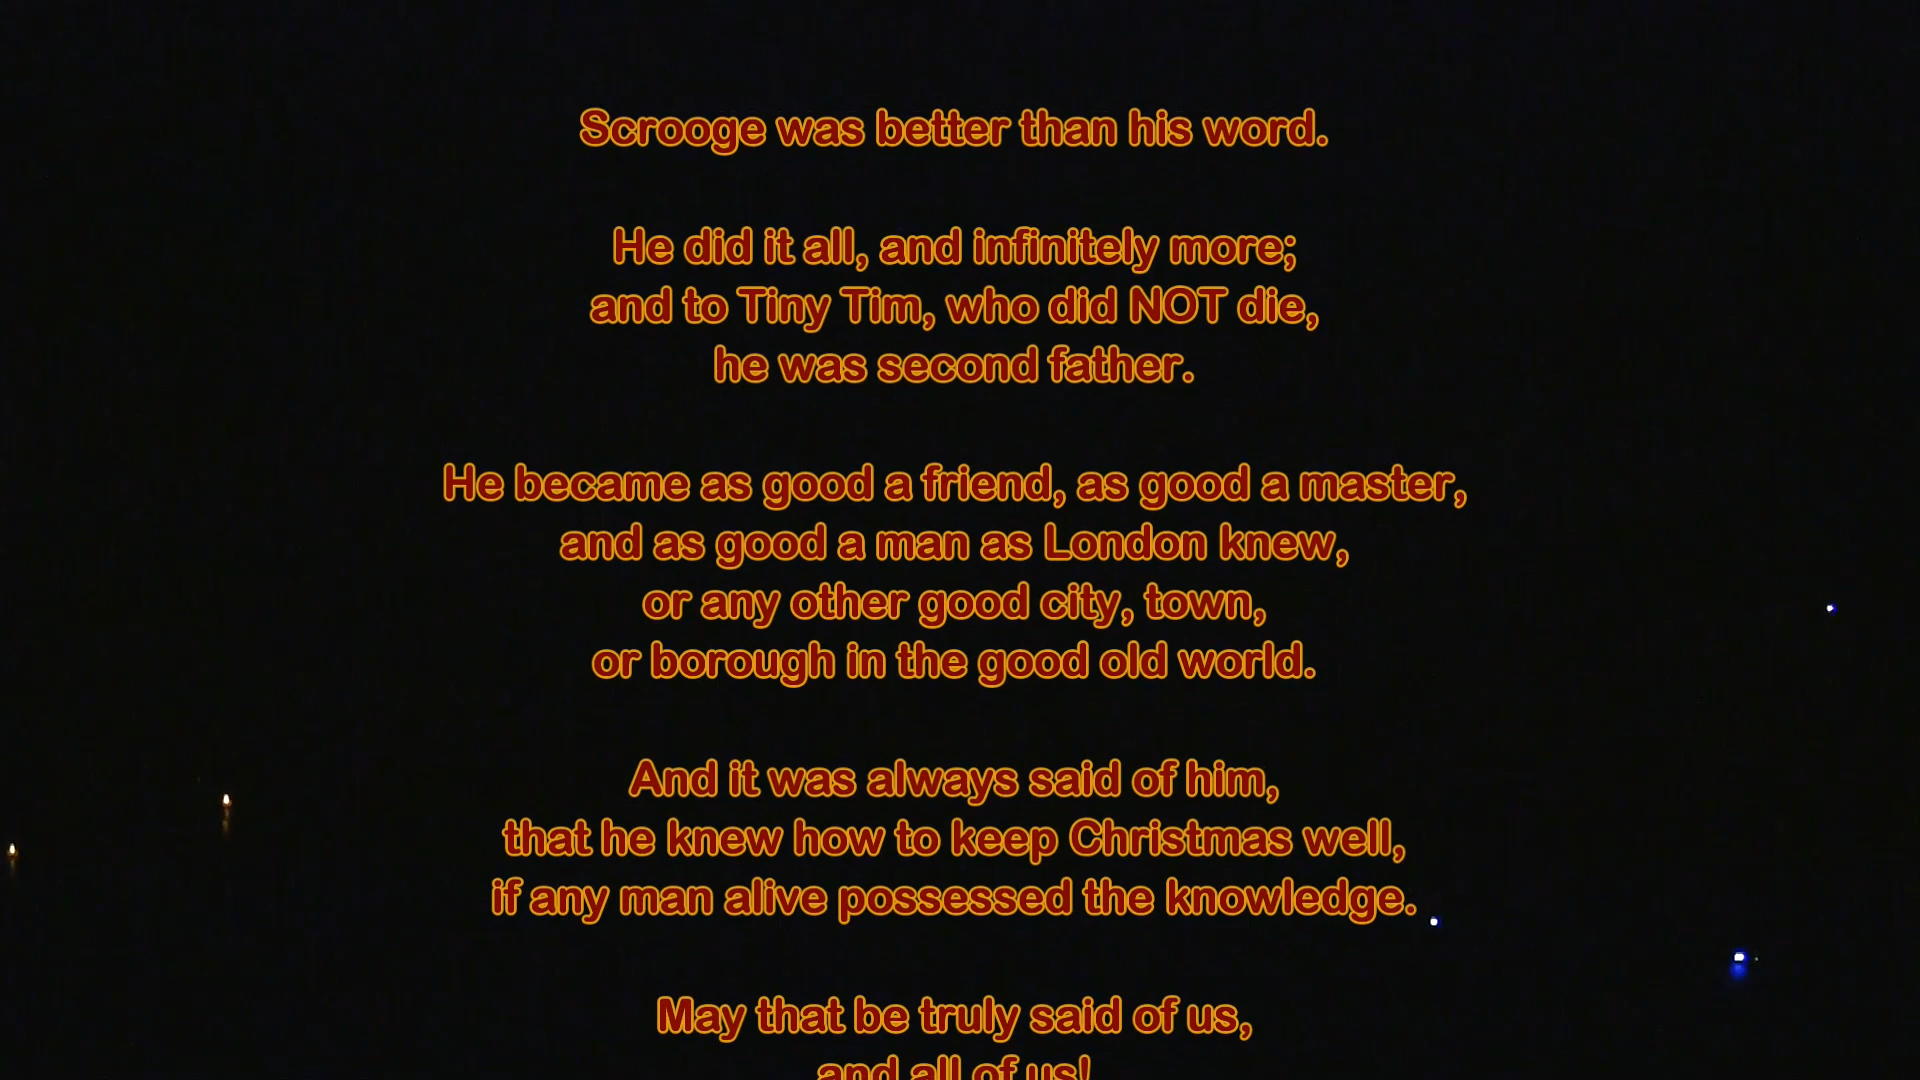 Scrooge was better than his word.
He did it all, and infinitely more;
and to Tiny Tim, who did NOT die,
he was second father.
He became as good a friend, as good a master,
and as good a man as London knew,
or any other good city, town,
or borough in the good old world.
And it was always said of him,
that he knew how to keep Christmas well,
if any man alive possessed the knowledge.
May that be truly said of us,
and all of us!